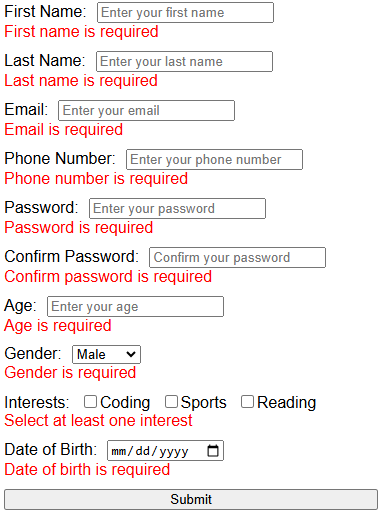 First Name: Enter your first name
First name is required
Last Name: Enter your last name
Last name is required
Email: Enter your email
Email is required
Phone Number: Enter your phone number
Phone number is required
Password: Enter your password
Password is required
Confirm Password: Confirm your password
Confirm password is required
Age: Enter your age
Age is required
Gender: Male
Gender is required
Interests: Coding Sports Reading
Select at least one interest
Date of Birth: mm/dd/yyyy
Date of birth is required
Submit